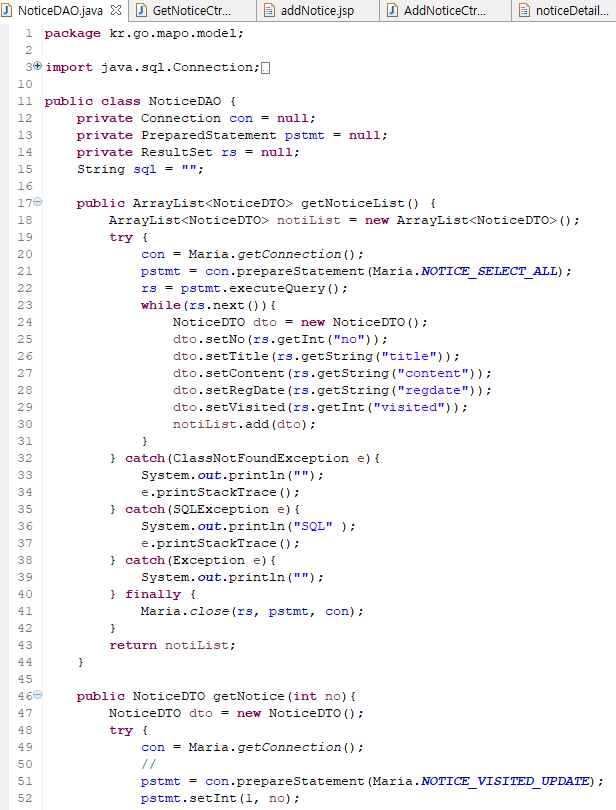 NoticeDAO.java GetNoticeCtr... addNotice.jsp AddNoticeCtr... noticeDetail...
1 package kr.go.mapo.model;
2
3 import java.sql.Connection;
10
11 public class NoticeDAO {
12     private Connection con = null;
13     private PreparedStatement pstmt = null;
14     private ResultSet rs = null;
15     String sql = "";
16
17     public ArrayList<NoticeDTO> getNoticeList() {
18         ArrayList<NoticeDTO> notiList = new ArrayList<NoticeDTO>();
19         try {
20             con = Maria.getConnection();
21             pstmt = con.prepareStatement(Maria.NOTICE_SELECT_ALL);
22             rs = pstmt.executeQuery();
23             while(rs.next()){
24                 NoticeDTO dto = new NoticeDTO();
25                 dto.setNo(rs.getInt("no"));
26                 dto.setTitle(rs.getString("title"));
27                 dto.setContent(rs.getString("content"));
28                 dto.setRegDate(rs.getString("regdate"));
29                 dto.setVisited(rs.getInt("visited"));
30                 notiList.add(dto);
31             }
32         } catch(ClassNotFoundException e){
33             System.out.println("");
34             e.printStackTrace();
35         } catch(SQLException e){
36             System.out.println("SQL" );
37             e.printStackTrace();
38         } catch(Exception e){
39             System.out.println("");
40         } finally {
41             Maria.close(rs, pstmt, con);
42         }
43         return notiList;
44     }
45
46     public NoticeDTO getNotice(int no){
47         NoticeDTO dto = new NoticeDTO();
48         try {
49             con = Maria.getConnection();
50             //
51             pstmt = con.prepareStatement(Maria.NOTICE_VISITED_UPDATE);
52             pstmt.setInt(1, no);